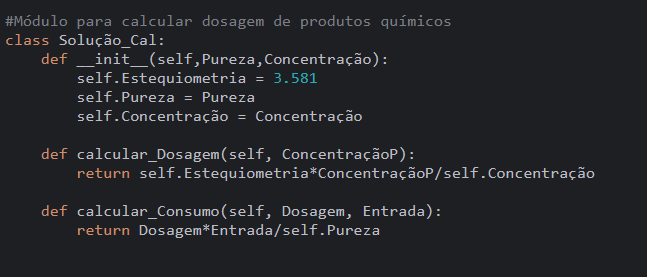 #Módulo para calcular dosagem de produtos químicos
class Solução_Cal:
    def __init__(self,Pureza,Concentração):
        self.Estequiometria = 3.581
        self.Pureza = Pureza
        self.Concentração = Concentração

    def calcular_Dosagem(self, ConcentraçãoP):
        return self.Estequiometria*ConcentraçãoP/self.Concentração

    def calcular_Consumo(self, Dosagem, Entrada):
        return Dosagem*Entrada/self.Pureza